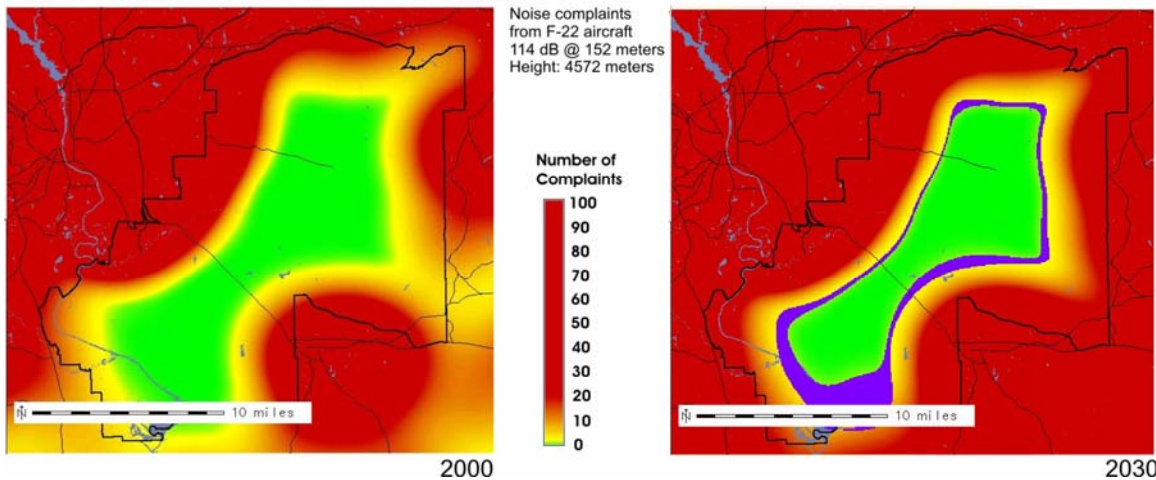 Noise complaints
from F-22 aircraft
114 dB @ 152 meters
Height: 4572 meters
Number of
Complaints
100
90
80
70
60
50
40
30
20
10
0
N
10 miles
2000
N
10 miles
2030